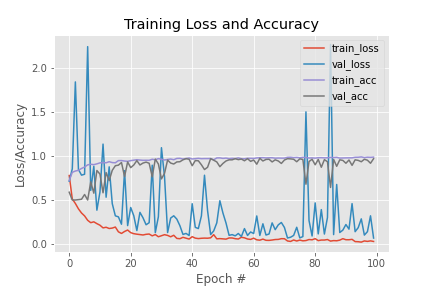 Training Loss and Accuracy
train_loss
val_loss
train_acc
val_acc
2.0
1.5
1.0
0.5
0.0
Loss/Accuracy
0 20 40 60 80 100
Epoch #